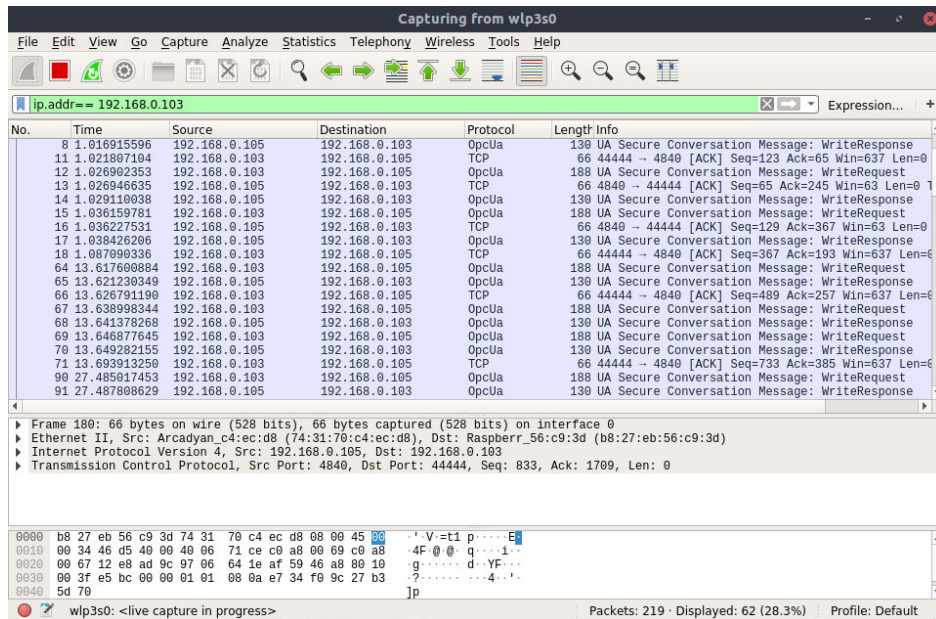 Capturing from wlp3s0
File Edit View Go Capture Analyze Statistics Telephony Wireless Tools Help
ip.addr== 192.168.0.103 Expression... +
No. Time Source Destination Protocol Length Info
8 1.016915596 192.168.0.105 192.168.0.103 OpcUa 130 UA Secure Conversation Message: WriteResponse
11 1.021807104 192.168.0.103 192.168.0.105 TCP 66 44444 → 4840 [ACK] Seq=123 Ack=65 Win=637 Len=0
12 1.026902353 192.168.0.103 192.168.0.105 OpcUa 188 UA Secure Conversation Message: WriteRequest
13 1.026946635 192.168.0.105 192.168.0.103 TCP 66 4840 → 44444 [ACK] Seq=65 Ack=245 Win=63 Len=0 T
14 1.029110038 192.168.0.105 192.168.0.103 OpcUa 130 UA Secure Conversation Message: WriteResponse
15 1.036159781 192.168.0.103 192.168.0.105 OpcUa 188 UA Secure Conversation Message: WriteRequest
16 1.036227531 192.168.0.105 192.168.0.103 TCP 66 4840 → 44444 [ACK] Seq=129 Ack=367 Win=63 Len=0
17 1.038426206 192.168.0.105 192.168.0.103 OpcUa 130 UA Secure Conversation Message: WriteResponse
18 1.087090336 192.168.0.103 192.168.0.105 TCP 66 44444 → 4840 [ACK] Seq=367 Ack=193 Win=637 Len=0
64 13.617600884 192.168.0.103 192.168.0.105 OpcUa 188 UA Secure Conversation Message: WriteRequest
65 13.621230349 192.168.0.105 192.168.0.103 OpcUa 130 UA Secure Conversation Message: WriteResponse
66 13.626791190 192.168.0.103 192.168.0.105 TCP 66 44444 → 4840 [ACK] Seq=489 Ack=257 Win=637 Len=0
67 13.638998344 192.168.0.103 192.168.0.105 OpcUa 188 UA Secure Conversation Message: WriteRequest
68 13.641378268 192.168.0.105 192.168.0.103 OpcUa 130 UA Secure Conversation Message: WriteResponse
69 13.646877645 192.168.0.103 192.168.0.105 OpcUa 188 UA Secure Conversation Message: WriteRequest
70 13.649282155 192.168.0.105 192.168.0.103 OpcUa 130 UA Secure Conversation Message: WriteResponse
71 13.693913250 192.168.0.103 192.168.0.105 TCP 66 44444 → 4840 [ACK] Seq=733 Ack=385 Win=637 Len=0
90 27.485017453 192.168.0.103 192.168.0.105 OpcUa 188 UA Secure Conversation Message: WriteRequest
91 27.487808629 192.168.0.105 192.168.0.103 OpcUa 130 UA Secure Conversation Message: WriteResponse
Frame 180: 66 bytes on wire (528 bits), 66 bytes captured (528 bits) on interface 0
Ethernet II, Src: Arcadyan_c4:ec:d8 (74:31:70:c4:ec:d8), Dst: Raspberr_56:c9:3d (b8:27:eb:56:c9:3d)
Internet Protocol Version 4, Src: 192.168.0.105, Dst: 192.168.0.103
Transmission Control Protocol, Src Port: 4840, Dst Port: 44444, Seq: 833, Ack: 1709, Len: 0
0000 b8 27 eb 56 c9 3d 74 31 70 c4 ec d8 08 00 45 00 ·'·V·=t1 p·····E·
0010 00 34 46 d5 40 00 40 06 71 ce c0 a8 00 69 c0 a8 ·4F·@·@· q····i··
0020 00 67 12 e8 ad 9c 97 06 64 1e af 59 46 a8 80 10 ·g······ d··YF···
0030 00 3f e5 bc 00 00 01 01 08 0a e7 34 f0 9c 27 b3 ·?······ ···4··'·
0040 5d 70 ]p
wlp3s0: <live capture in progress> Packets: 219 · Displayed: 62 (28.3%) Profile: Default